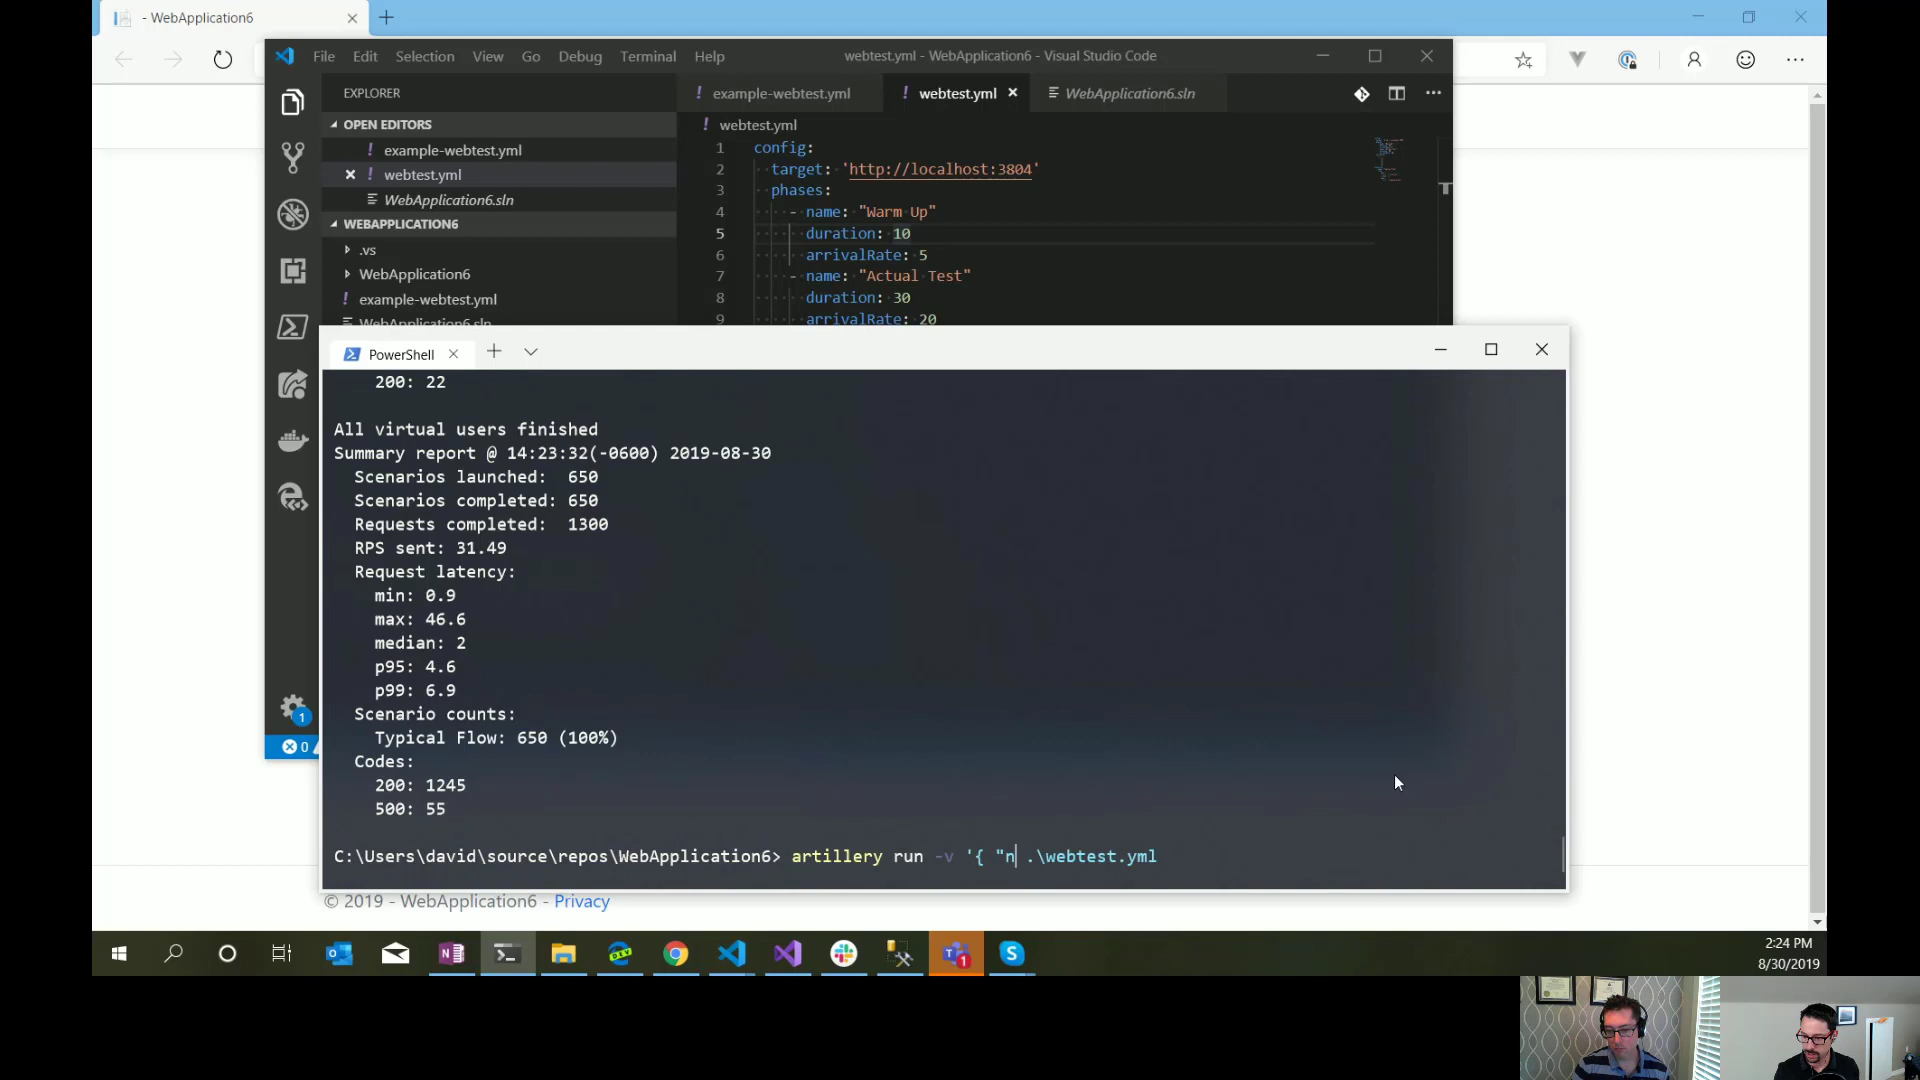 - WebApplication6
File Edit Selection View Go Debug Terminal Help
webtest.yml - WebApplication6 - Visual Studio Code
EXPLORER
OPEN EDITORS
example-webtest.yml
webtest.yml
WebApplication6.sln
WEBAPPLICATION6
.vs
WebApplication6
example-webtest.yml
WebApplication6.sln
example-webtest.yml
webtest.yml
WebApplication6.sln
webtest.yml
1 config:
2 target: 'http://localhost:3804'
3 phases:
4 - name: "Warm Up"
5 duration: 10
6 arrivalRate: 5
7 - name: "Actual Test"
8 duration: 30
9 arrivalRate: 20
1
0
PowerShell
200: 22
All virtual users finished
Summary report @ 14:23:32(-0600) 2019-08-30
Scenarios launched: 650
Scenarios completed: 650
Requests completed: 1300
RPS sent: 31.49
Request latency:
min: 0.9
max: 46.6
median: 2
p95: 4.6
p99: 6.9
Scenario counts:
Typical Flow: 650 (100%)
Codes:
200: 1245
500: 55
C:\Users\david\source\repos\WebApplication6> artillery run -v '{ "n .\webtest.yml
© 2019 - WebApplication6 - Privacy
DEV
1
2:24 PM
8/30/2019